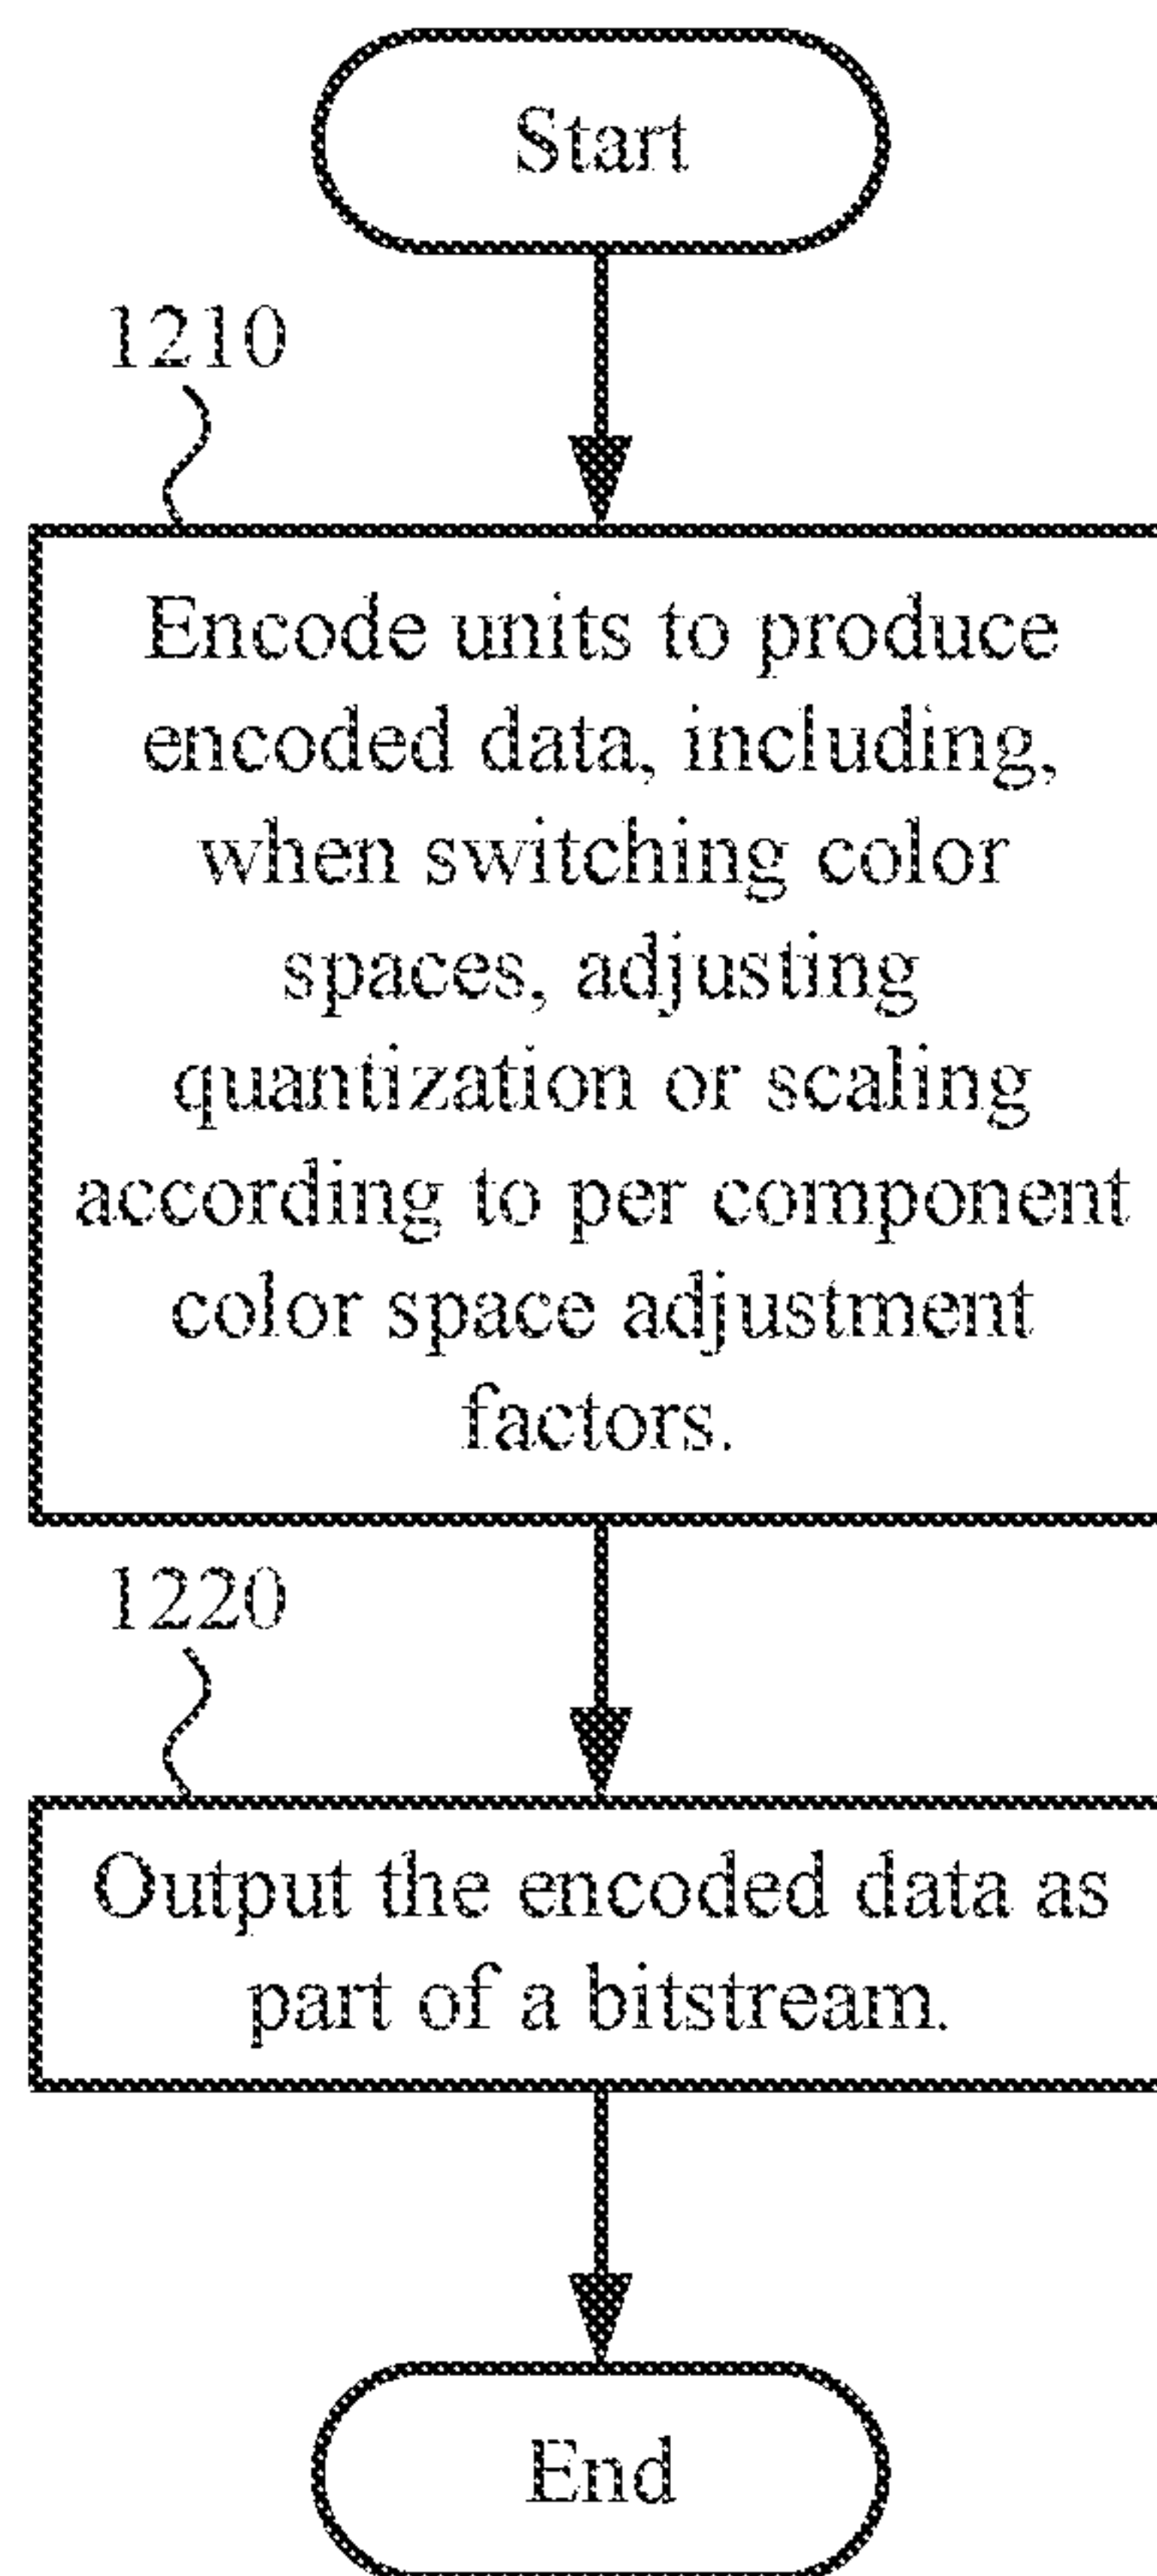 Start
1210
Encode units to produce
encoded data, including,
when switching color
spaces, adjusting
quantization or scaling
according to per component
color space adjustment
factors.
1220
Output the encoded data as
part of a bitstream.
End